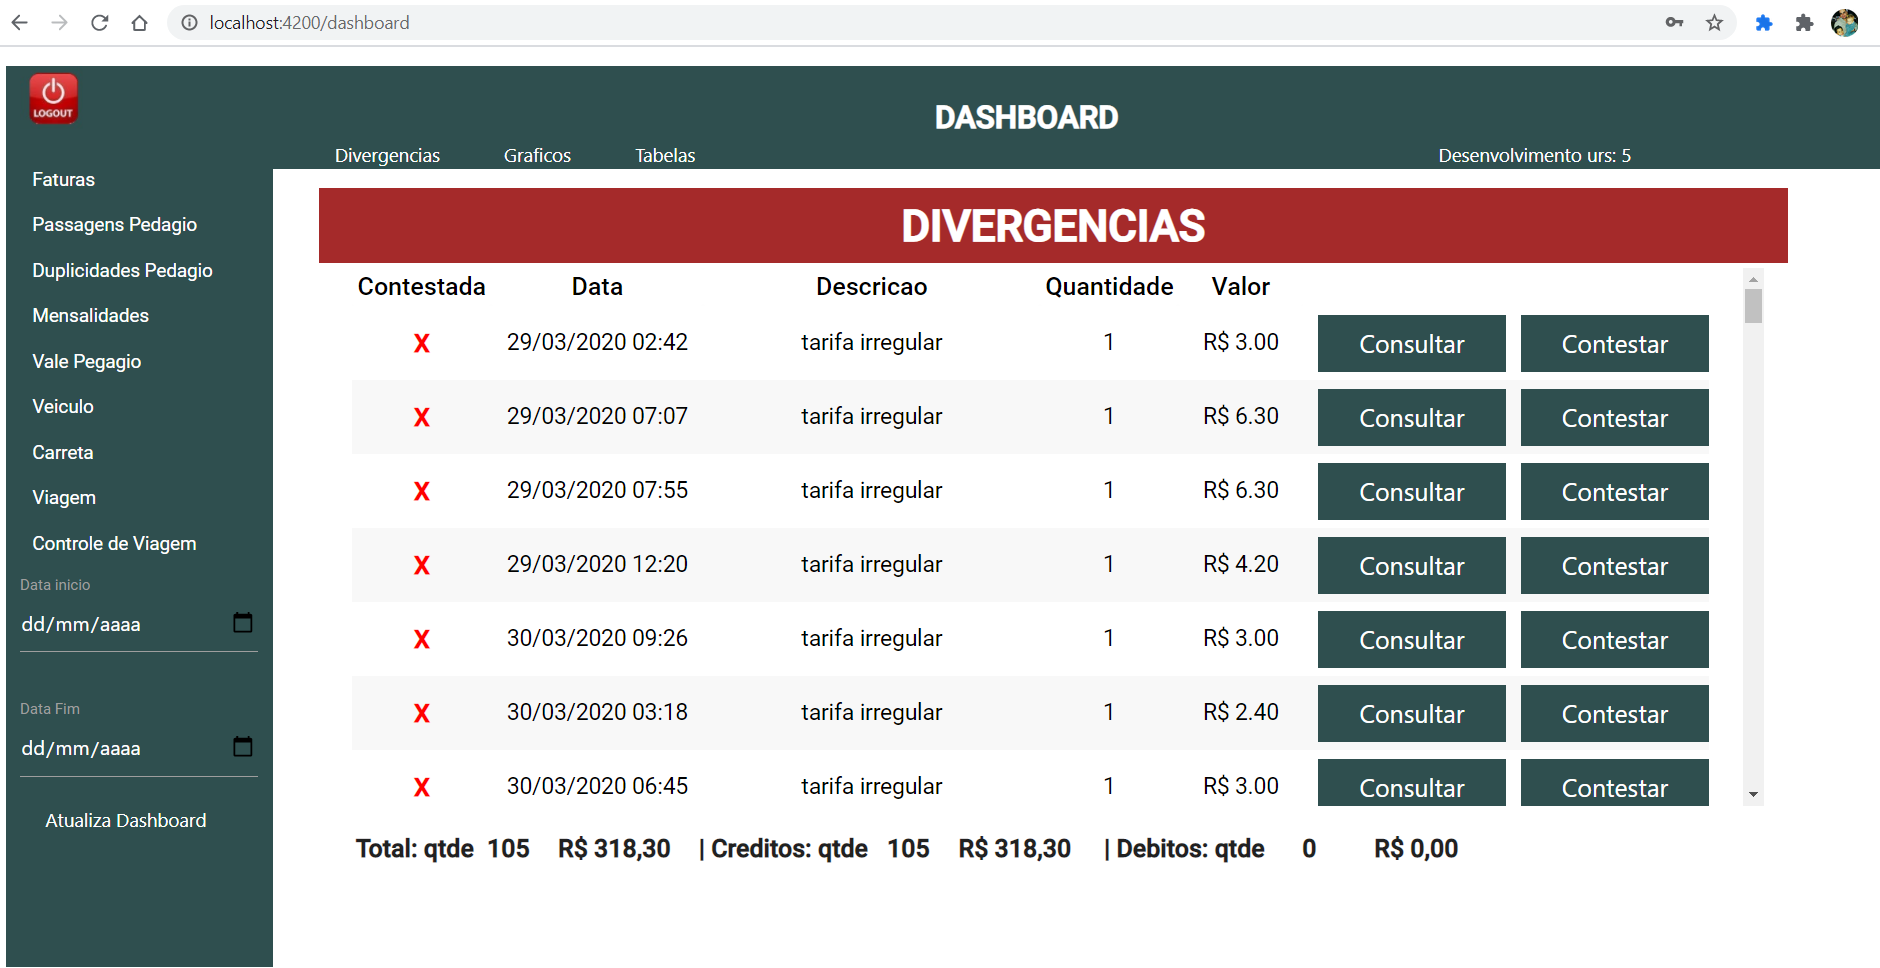 localhost:4200/dashboard
LOGOUT
DASHBOARD
Divergencias Graficos Tabelas Desenvolvimento urs: 5
Faturas
Passagens Pedagio
Duplicidades Pedagio
Mensalidades
Vale Pegagio
Veiculo
Carreta
Viagem
Controle de Viagem
Data inicio
dd/mm/aaaa
Data Fim
dd/mm/aaaa
Atualiza Dashboard
DIVERGENCIAS
Contestada Data Descricao Quantidade Valor
X 29/03/2020 02:42 tarifa irregular 1 R$ 3.00 Consultar Contestar
X 29/03/2020 07:07 tarifa irregular 1 R$ 6.30 Consultar Contestar
X 29/03/2020 07:55 tarifa irregular 1 R$ 6.30 Consultar Contestar
X 29/03/2020 12:20 tarifa irregular 1 R$ 4.20 Consultar Contestar
X 30/03/2020 09:26 tarifa irregular 1 R$ 3.00 Consultar Contestar
X 30/03/2020 03:18 tarifa irregular 1 R$ 2.40 Consultar Contestar
X 30/03/2020 06:45 tarifa irregular 1 R$ 3.00 Consultar Contestar
Total: qtde 105 R$ 318,30 | Creditos: qtde 105 R$ 318,30 | Debitos: qtde 0 R$ 0,00